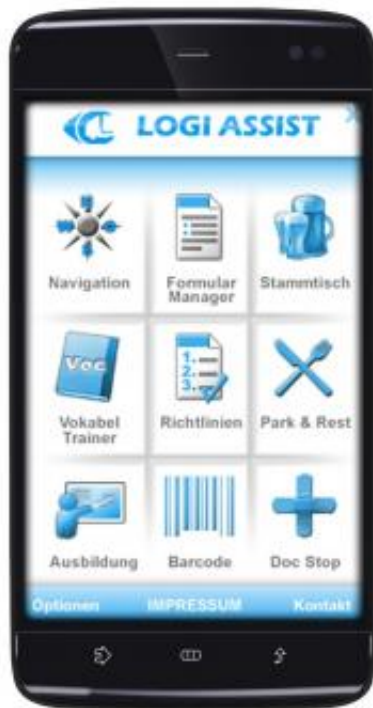 LOGI ASSIST
Navigation
Formular
Manager
Stammtisch
Voc
Vokabel
Trainer
1.
2.
3.
Richtlinien
Park & Rest
Ausbildung
Barcode
Doc Stop
Optionen
IMPRESSUM
Kontakt